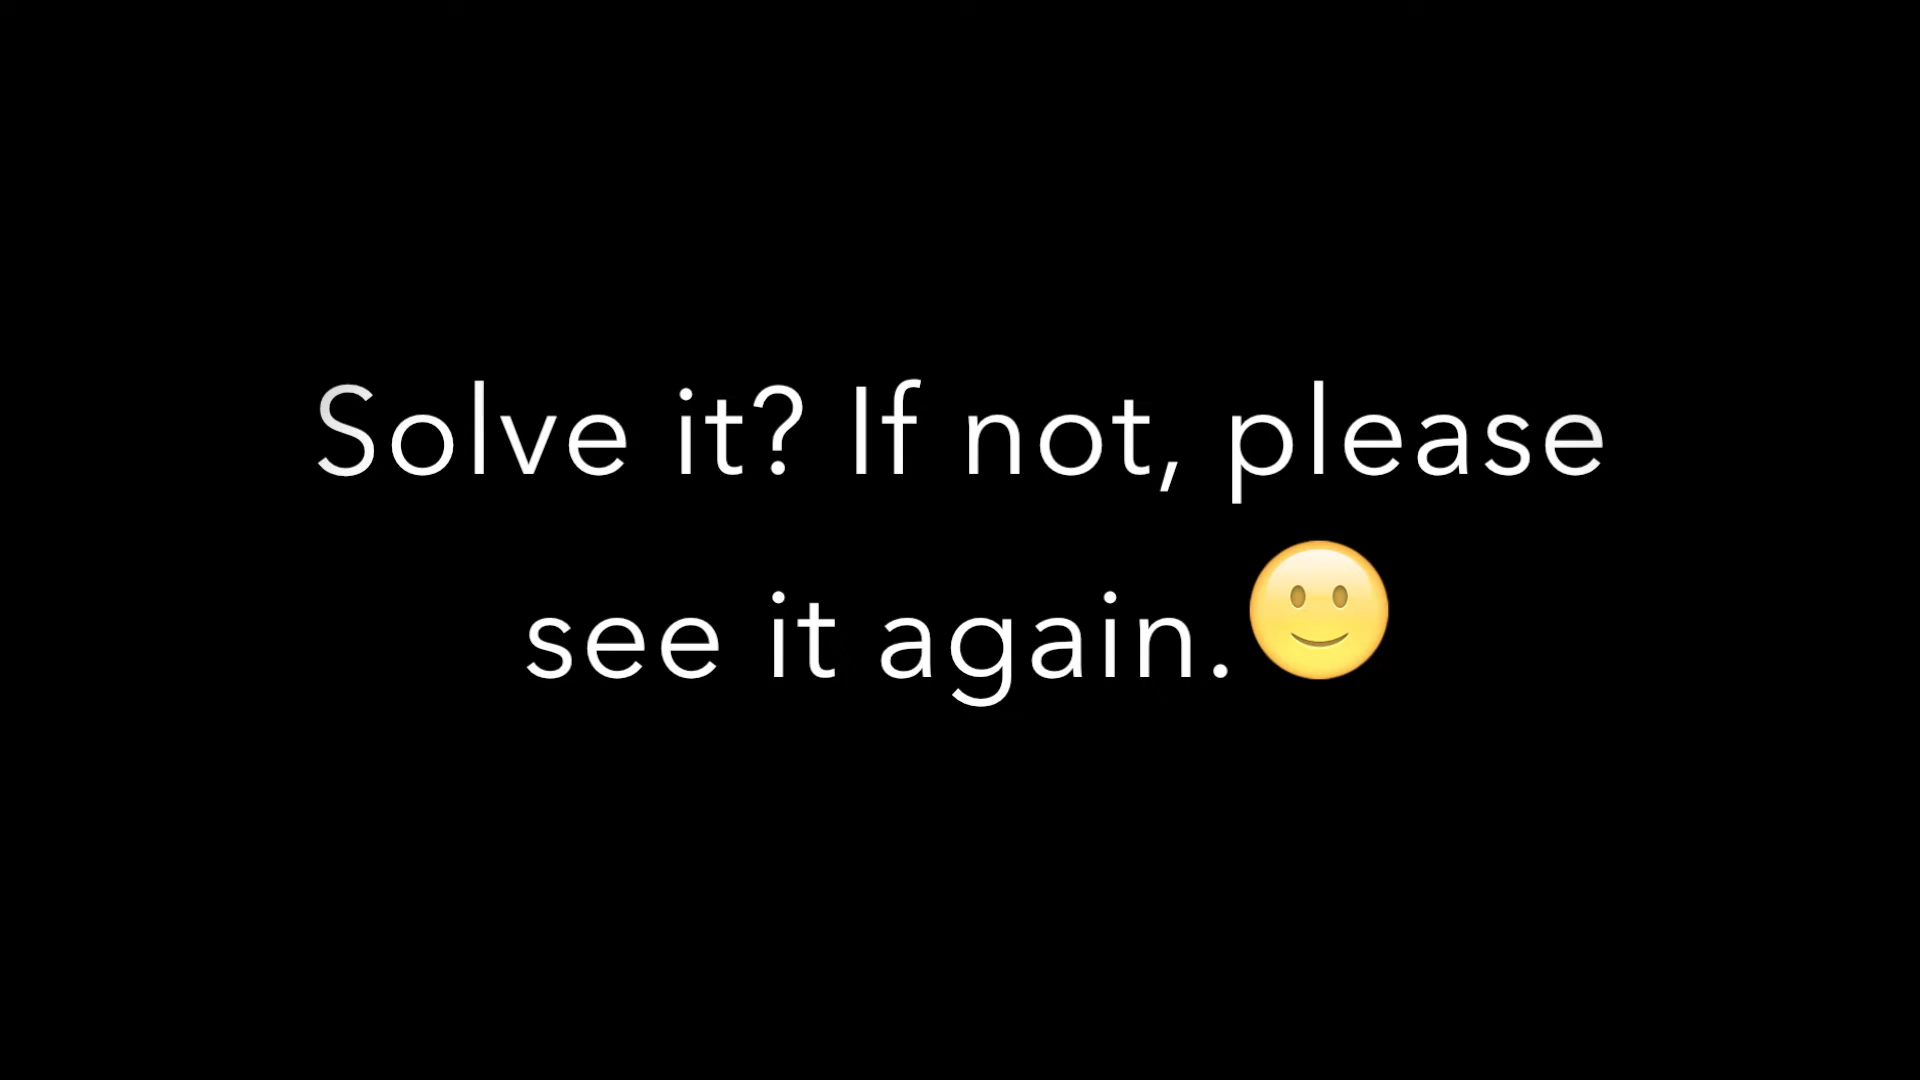 Solve it? If not, please
see it again.🙂